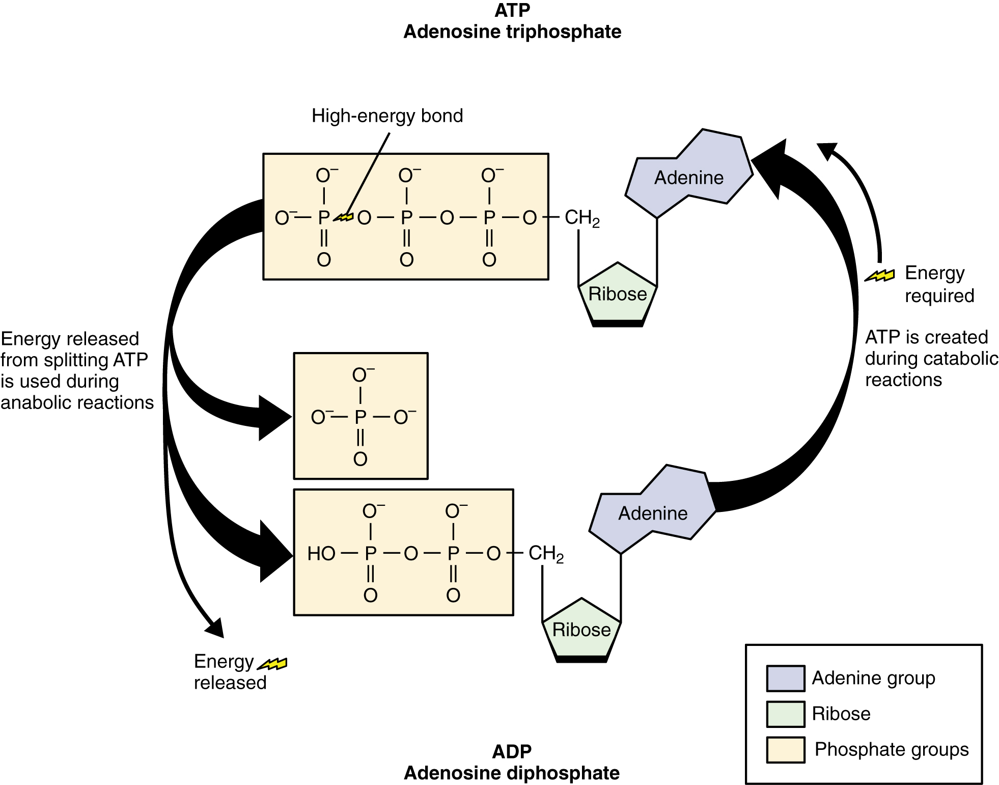 ATP
Adenosine triphosphate
High-energy bond
O⁻ O⁻ O⁻
O⁻ P O P O P O CH₂
O O O
Adenine
Ribose
Energy
required
ATP is created
during catabolic
reactions
Energy released
from splitting ATP
is used during
anabolic reactions
O⁻
O⁻ P O⁻
O
O⁻ O⁻
HO P O P O CH₂
O O
Adenine
Ribose
Energy
released
Adenine group
Ribose
Phosphate groups
ADP
Adenosine diphosphate